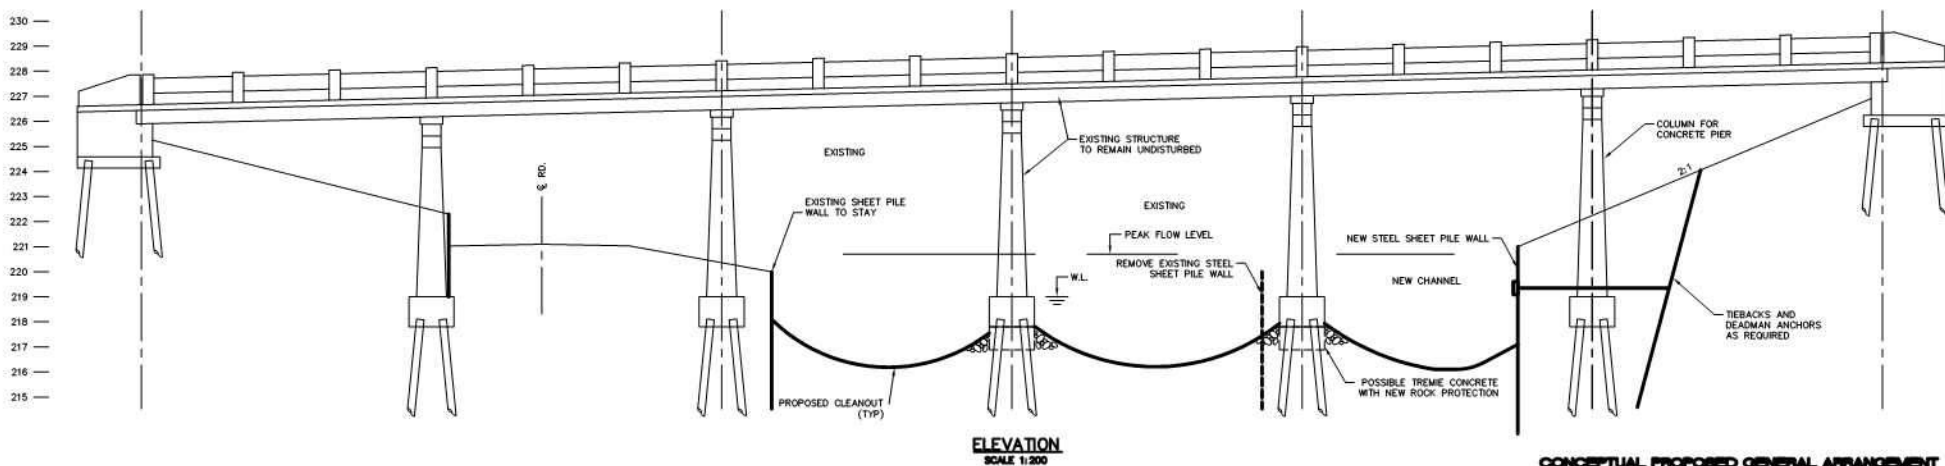 230
229
228
227
226
225
224
223
222
221
220
219
218
217
216
215
℄ RD.
EXISTING
EXISTING SHEET PILE
WALL TO STAY
PROPOSED CLEANOUT
(TYP)
EXISTING STRUCTURE
TO REMAIN UNDISTURBED
EXISTING
PEAK FLOW LEVEL
REMOVE EXISTING STEEL
SHEET PILE WALL
W.L.
NEW CHANNEL
NEW STEEL SHEET PILE WALL
COLUMN FOR
CONCRETE PIER
2:1
TIEBACKS AND
DEADMAN ANCHORS
AS REQUIRED
POSSIBLE TREMIE CONCRETE
WITH NEW ROCK PROTECTION
ELEVATION
SCALE 1:200
CONCEPTUAL PROPOSED GENERAL ARRANGEMENT